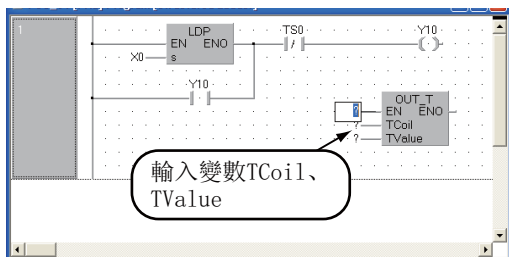 1
LDP
EN ENO
X0
s
TS0
Y10
Y10
?
OUT_T
EN ENO
? TCoil
? TValue
輸入變數TCoil、
TValue